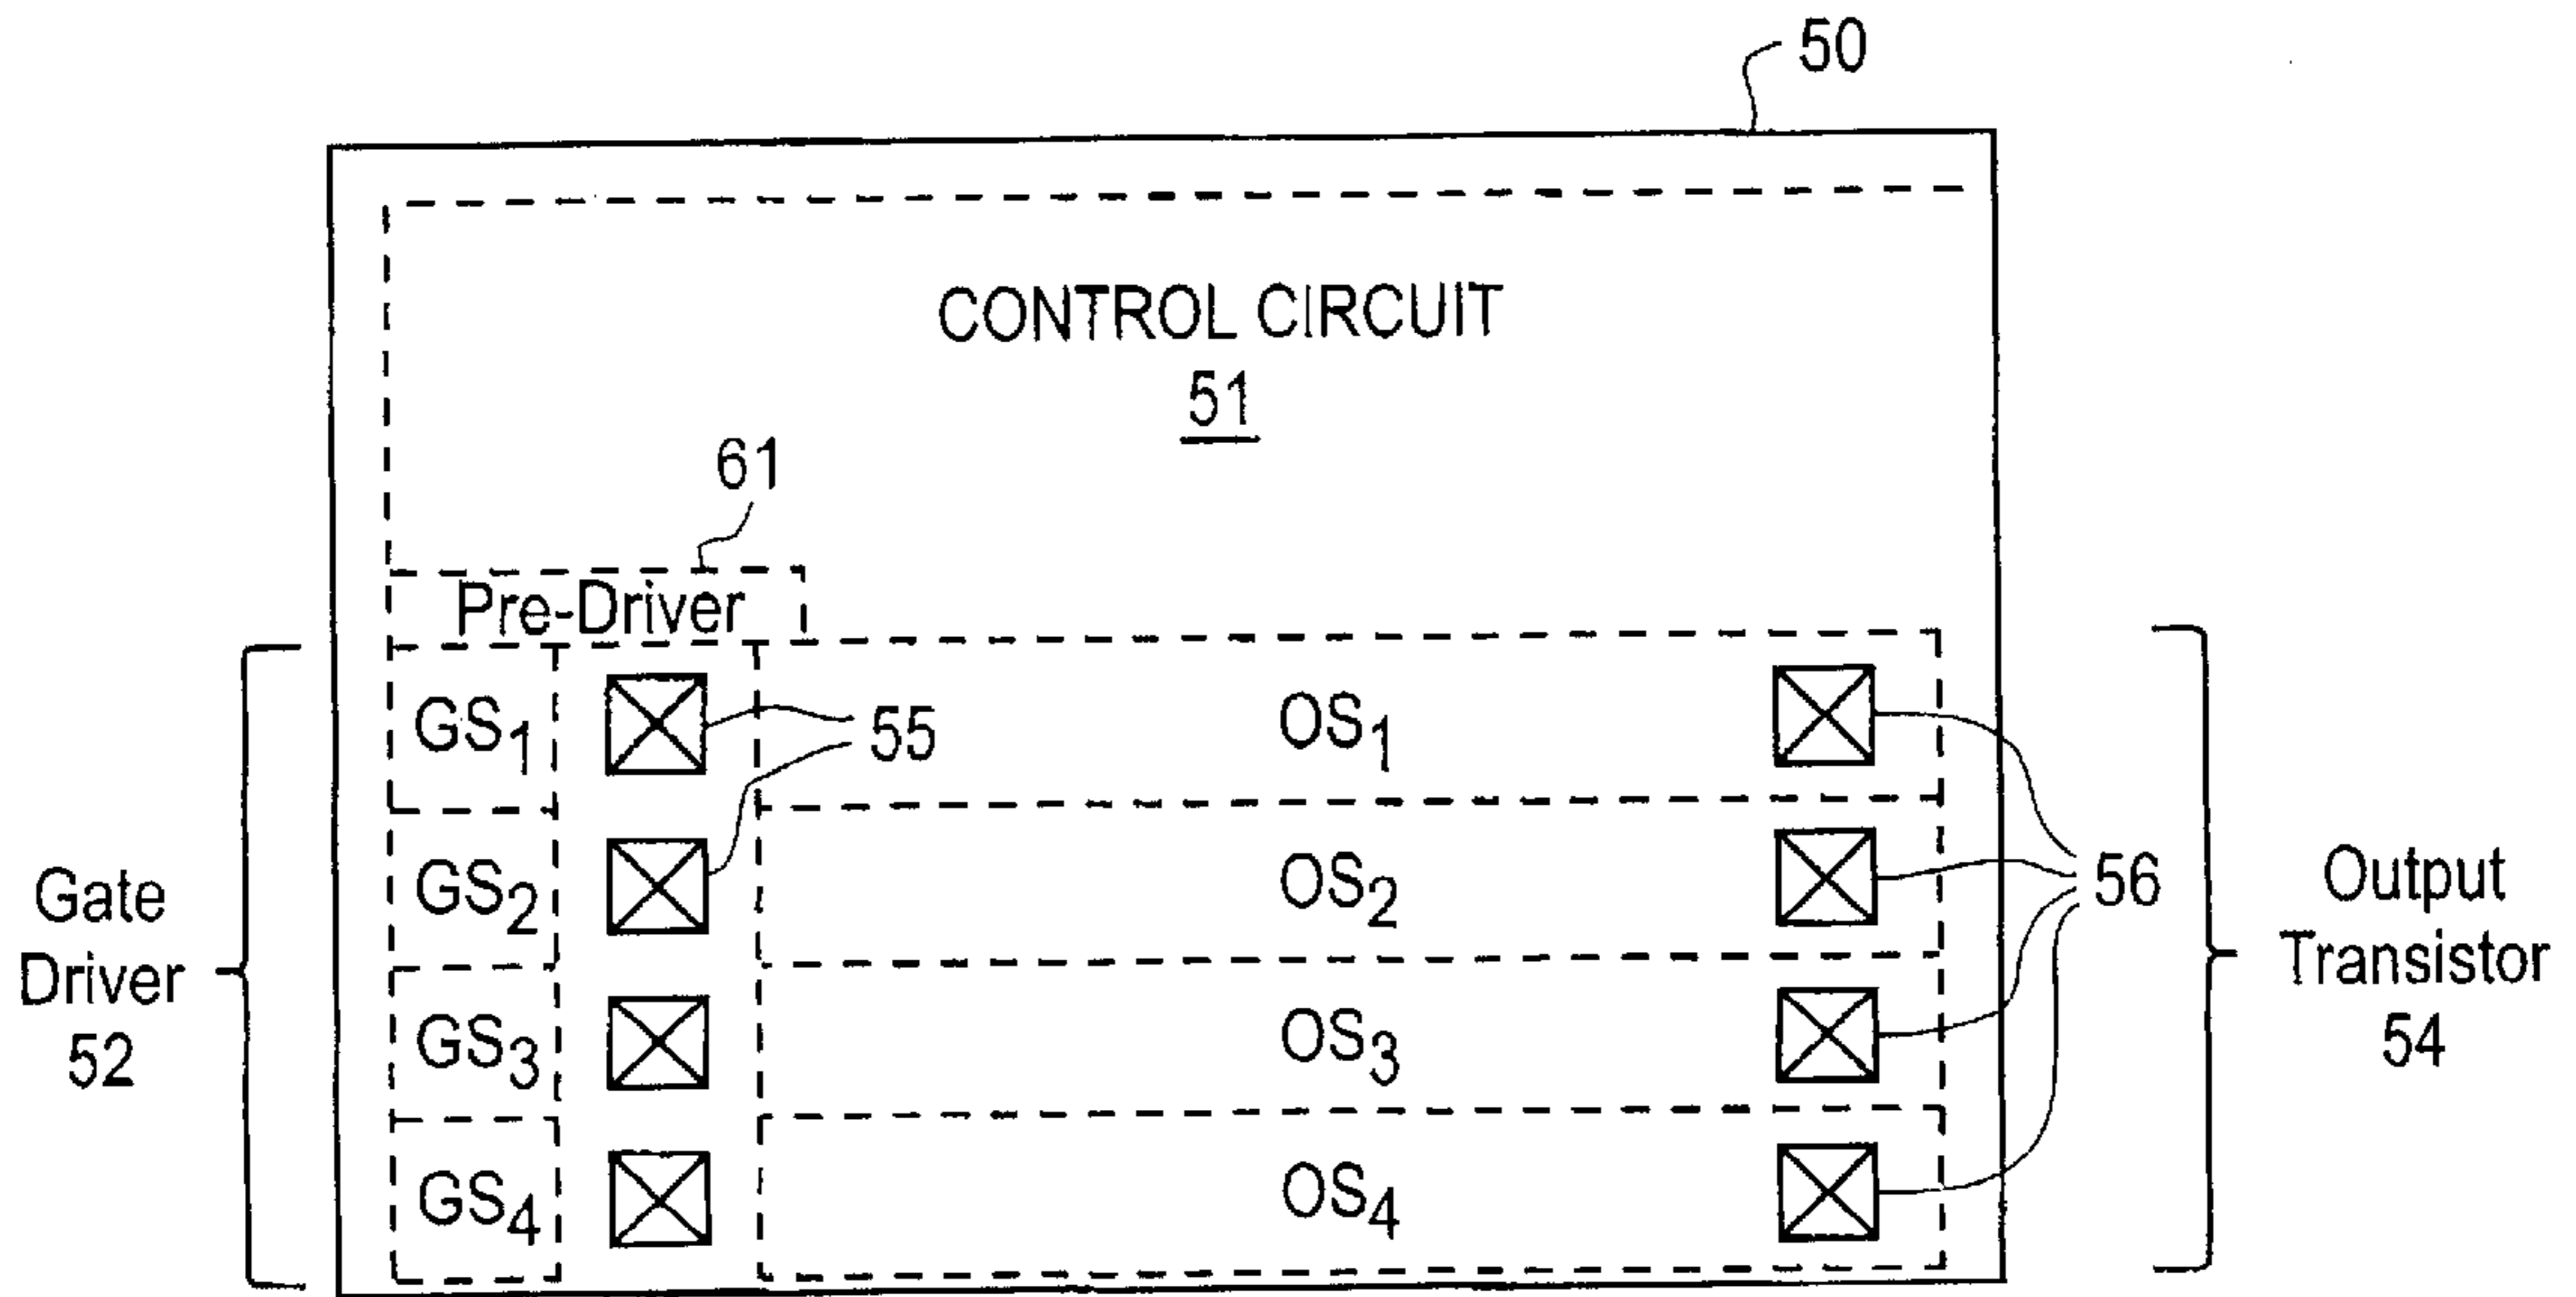 50
CONTROL CIRCUIT
51
61
Pre-Driver
GS1
55
OS1
GS2
OS2
56
Gate
Driver
52
Output
Transistor
54
GS3
OS3
GS4
OS4